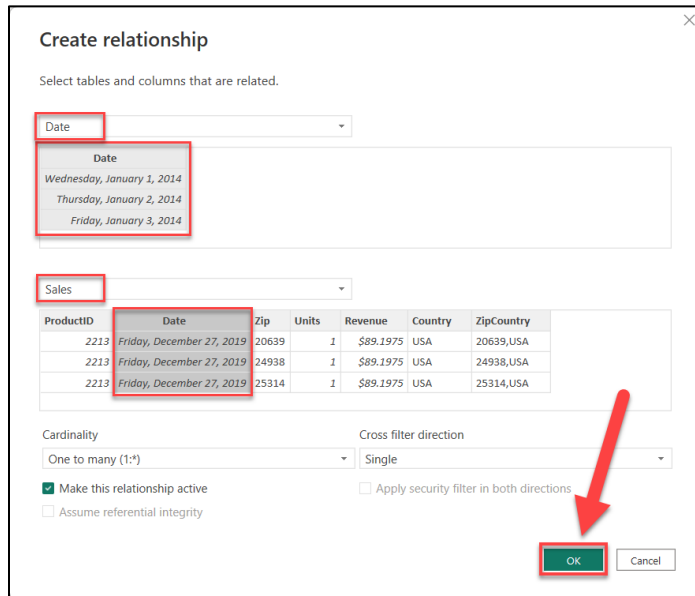 Create relationship
Select tables and columns that are related.
Date
Date
Wednesday, January 1, 2014
Thursday, January 2, 2014
Friday, January 3, 2014
Sales
ProductID Date Zip Units Revenue Country ZipCountry
2213 Friday, December 27, 2019 20639 1 $89.1975 USA 20639,USA
2213 Friday, December 27, 2019 24938 1 $89.1975 USA 24938,USA
2213 Friday, December 27, 2019 25314 1 $89.1975 USA 25314,USA
Cardinality Cross filter direction
One to many (1:*) Single
Make this relationship active Apply security filter in both directions
Assume referential integrity
OK Cancel